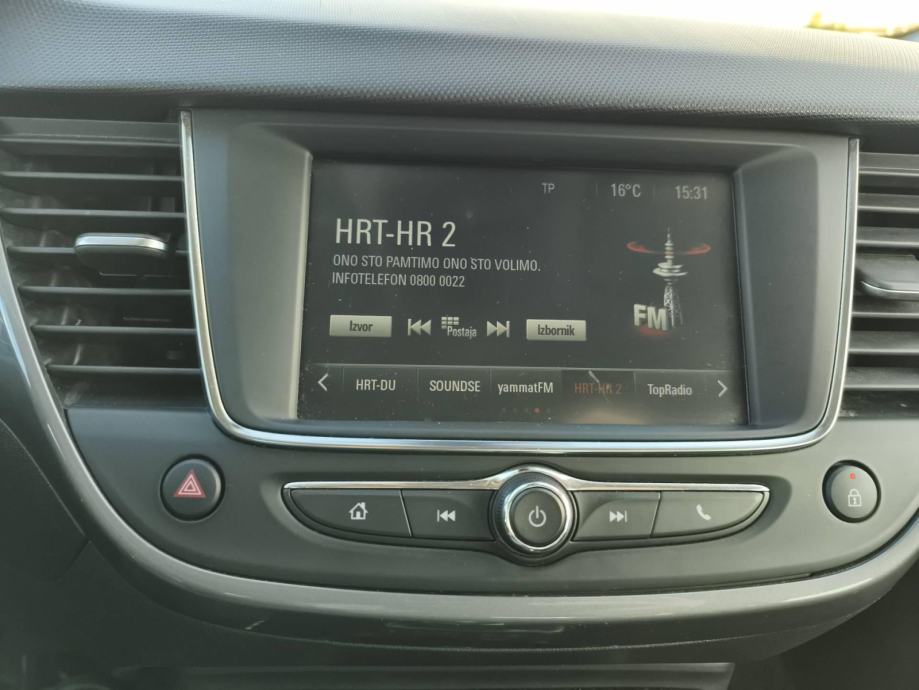 TP 16°C 15:31
HRT-HR 2
ONO STO PAMTIMO ONO STO VOLIMO.
INFOTELEFON 0800 0022
FM
Izvor Postaja Izbornik
HRT-DU SOUNDSE yammatFM HRT-HR 2 TopRadio